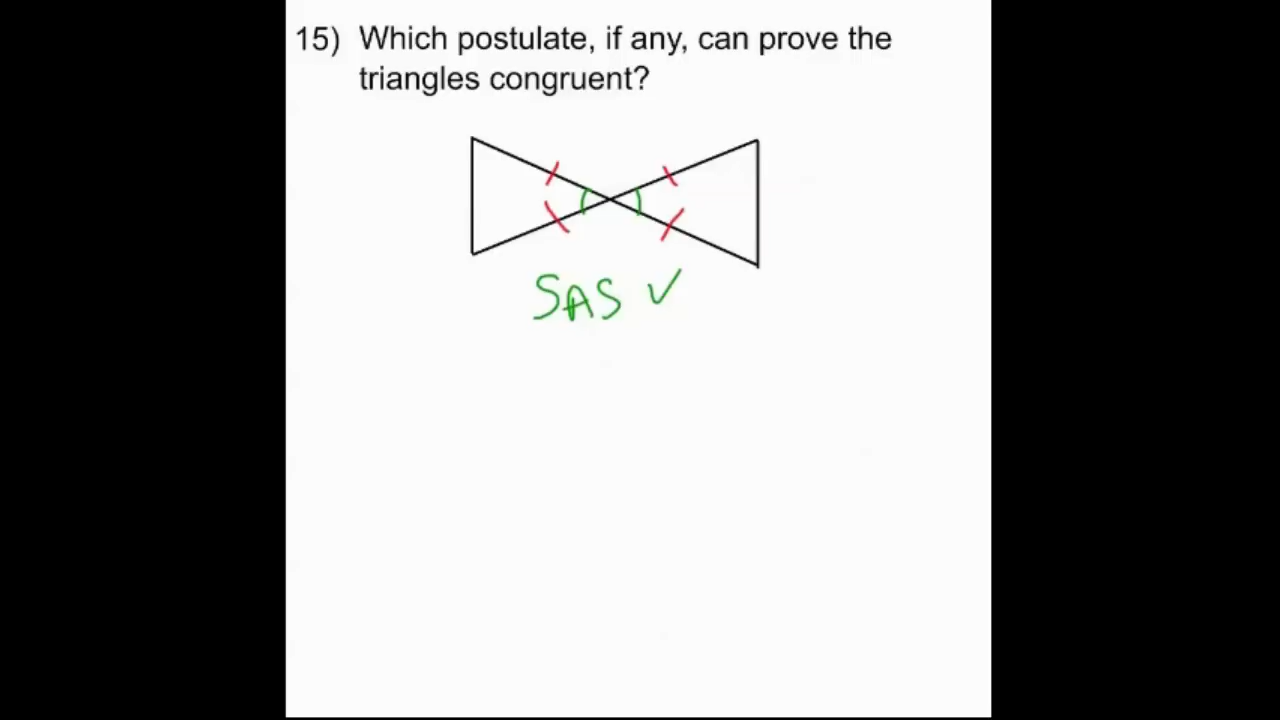 15) Which postulate, if any, can prove the
triangles congruent?
SAS ✓